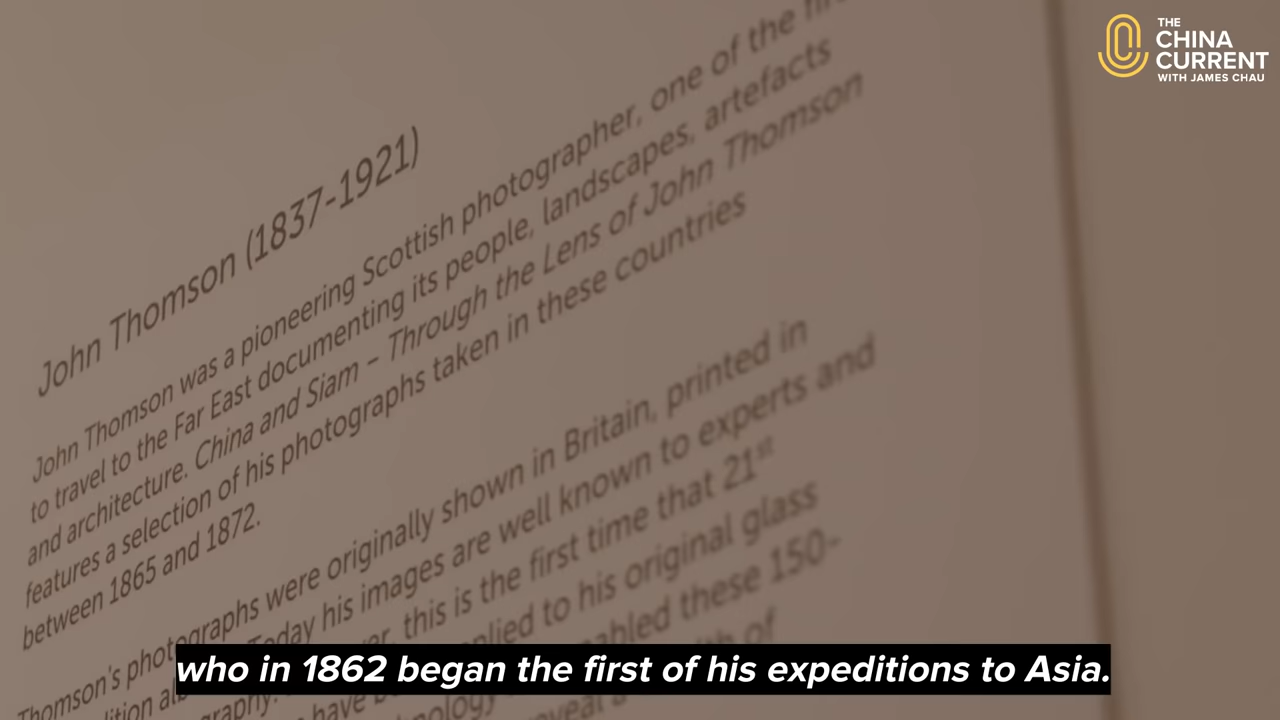 THE
CHINA
CURRENT
WITH JAMES CHAU
John Thomson (1837-1921)
John Thomson was a pioneering Scottish photographer, one of the
to travel to the Far East documenting its people, landscapes, artefacts
and architecture. China and Siam – Through the Lens of John Thomson
features a selection of his photographs taken in these countries
between 1865 and 1872.
Thomson's photographs were originally shown in Britain, printed in
Today his images are well known to experts and
this is the first time that 21st
to his original glass
these 150-
of
have
who in 1862 began the first of his expeditions to Asia.